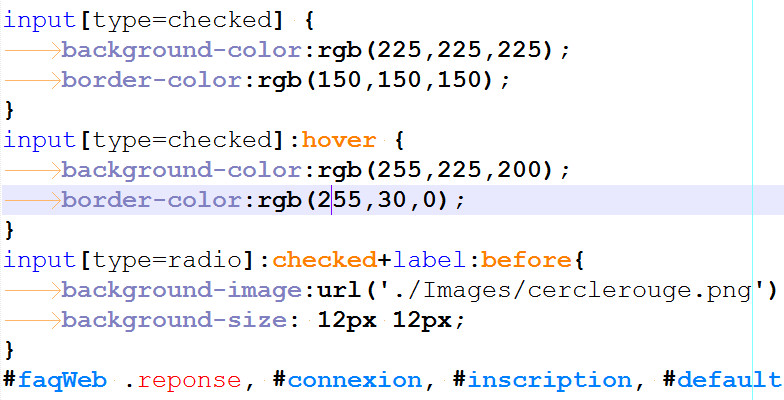 input[type=checked] {
background-color:rgb(225,225,225);
border-color:rgb(150,150,150);
}
input[type=checked]:hover {
background-color:rgb(255,225,200);
border-color:rgb(255,30,0);
}
input[type=radio]:checked+label:before{
background-image:url('./Images/cerclerouge.png')
background-size: 12px 12px;
}
#faqWeb .reponse, #connexion, #inscription, #default